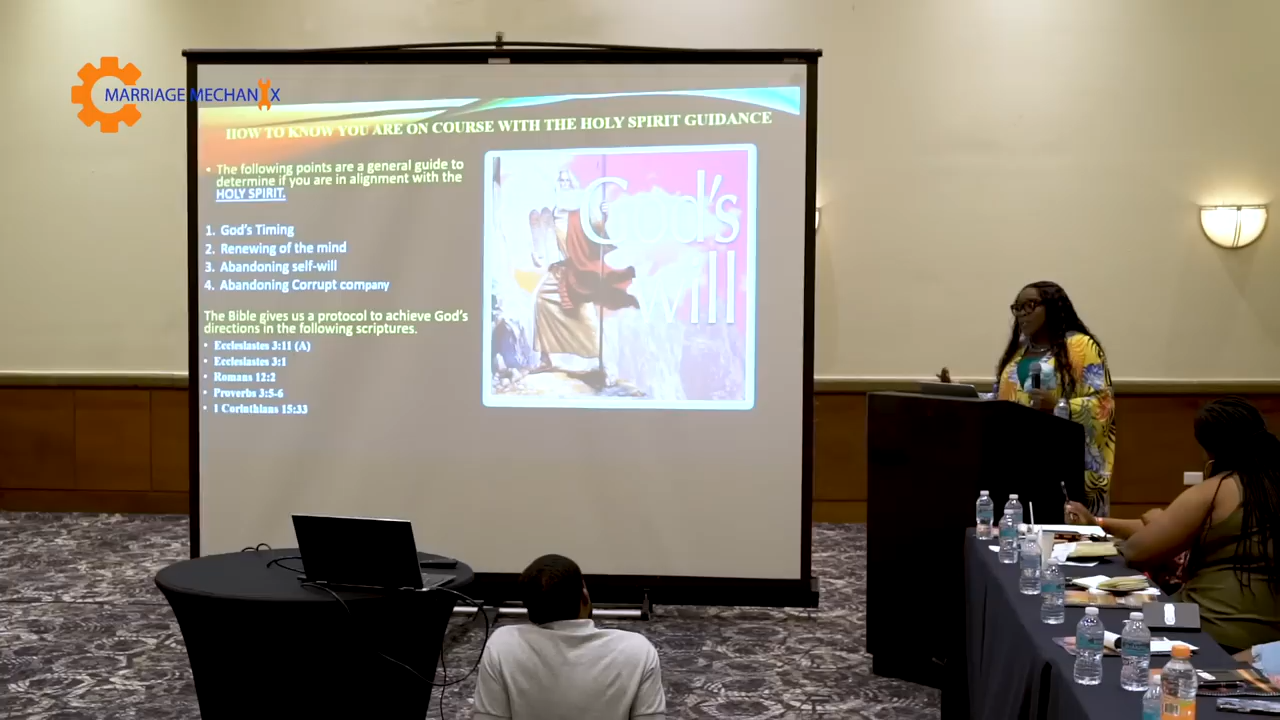 MARRIAGE MECHANIX
HOW TO KNOW YOU ARE ON COURSE WITH THE HOLY SPIRIT GUIDANCE
• The following points are a general guide to
determine if you are in alignment with the
HOLY SPIRIT.
1. God's Timing
2. Renewing of the mind
3. Abandoning self-will
4. Abandoning Corrupt company
The Bible gives us a protocol to achieve God's
directions in the following scriptures.
• Ecclesiastes 3:11 (A)
• Ecclesiastes 3:1
• Romans 12:2
• Proverbs 3:5-6
• 1 Corinthians 15:33
God's
will